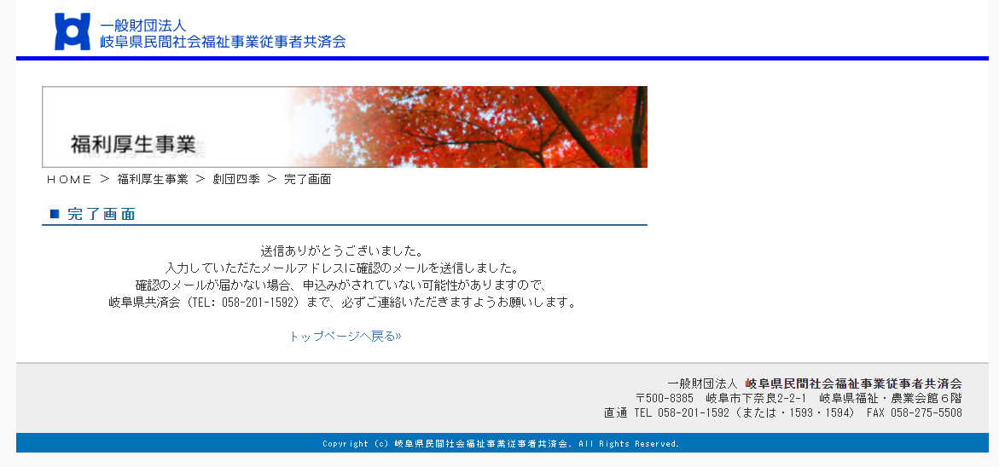 一般財団法人
岐阜県民間社会福祉事業従事者共済会
福利厚生事業
ＨＯＭＥ ＞ 福利厚生事業 ＞ 劇団四季 ＞ 完了画面
■ 完了画面
送信ありがとうございました。
入力していただたメールアドレスに確認のメールを送信しました。
確認のメールが届かない場合、申込みがされていない可能性がありますので、
岐阜県共済会（TEL: 058-201-1592）まで、必ずご連絡いただきますようお願いします。
トップページへ戻る»
一般財団法人 岐阜県民間社会福祉事業従事者共済会
〒500-8385　岐阜市下奈良2-2-1　岐阜県福祉・農業会館６階
直通 TEL 058-201-1592（または・1593・1594） FAX 058-275-5508
Copyright (c) 岐阜県民間社会福祉事業従事者共済会. All Rights Reserved.